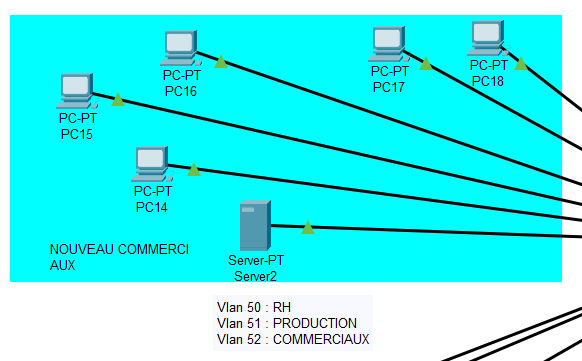 PC-PT
PC16
PC-PT
PC17
PC-PT
PC18
PC-PT
PC15
PC-PT
PC14
NOUVEAU COMMERCI
AUX
Server-PT
Server2
Vlan 50 : RH
Vlan 51 : PRODUCTION
Vlan 52 : COMMERCIAUX